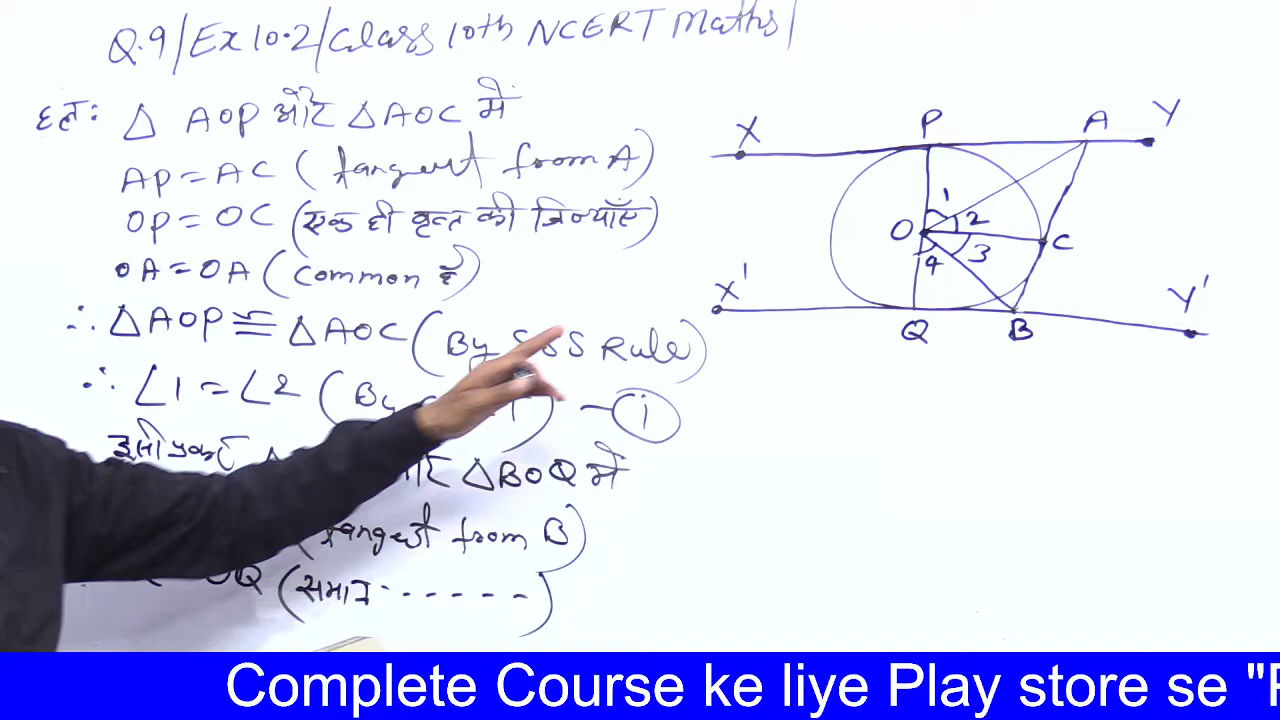 Q.9/Ex 10.2/Class 10th NCERT Maths/
हल: △ AOP और △AOC में
AP = AC (tangent from A)
OP = OC (एक ही वृत्त की त्रिज्याएँ)
OA = OA (Common है)
∴ △AOP ≅ △AOC (By SSS Rule)
∴ ∠1 = ∠2 (By
— (i)
इसी प्रकार △BOQ में
(tangent from B)
OQ (समान ------)
X P A Y
1
O 2 C
3
4
X' Y'
Q B
Complete Course ke liye Play store se "